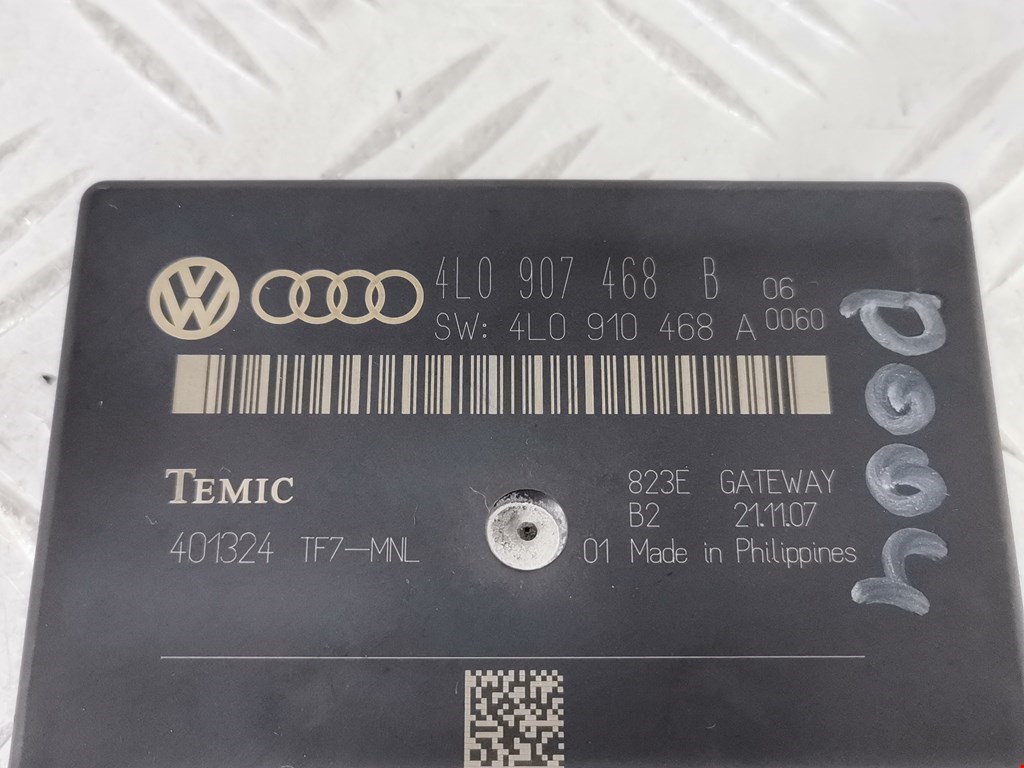 4L0 907 468 B 06
SW: 4L0 910 468 A 0060
TEMIC
823E GATEWAY
B2 21.11.07
401324 TF7-MNL 01 Made in Philippines